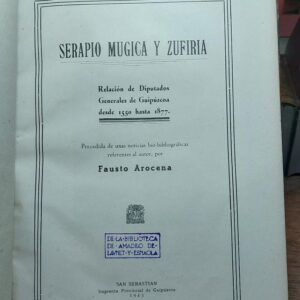 SERAPIO MUGICA Y ZUFIRIA
Relación de Diputados
Generales de Guipúzcoa
desde 1550 hasta 1877.
Precedida de unas noticias bio-bibliográficas
referentes al autor, por
Fausto Arocena
DE·LA·BIBLIOTECA
DE·AMADEO·DE-
LAFFET·Y·ESPAÑOLA
SAN SEBASTIAN
Imprenta Provincial de Guipúzcoa